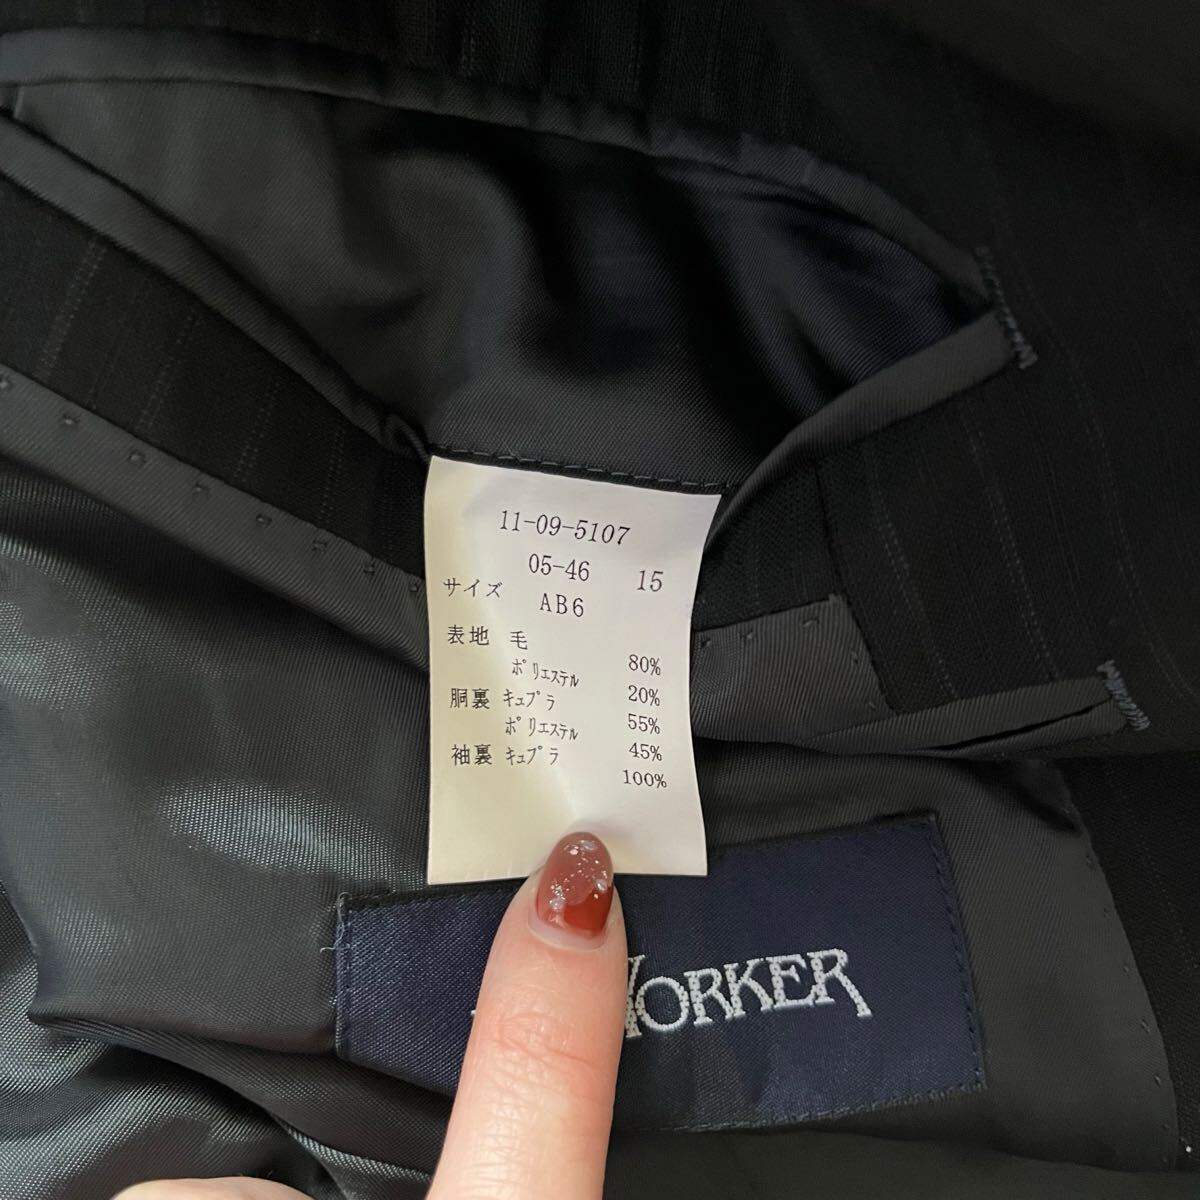 11-09-5107
05-46 15
サイズ AB6
表地 毛 80%
ポリエステル 20%
胴裏 キュプラ 55%
ポリエステル 45%
袖裏 キュプラ 100%
YORKER